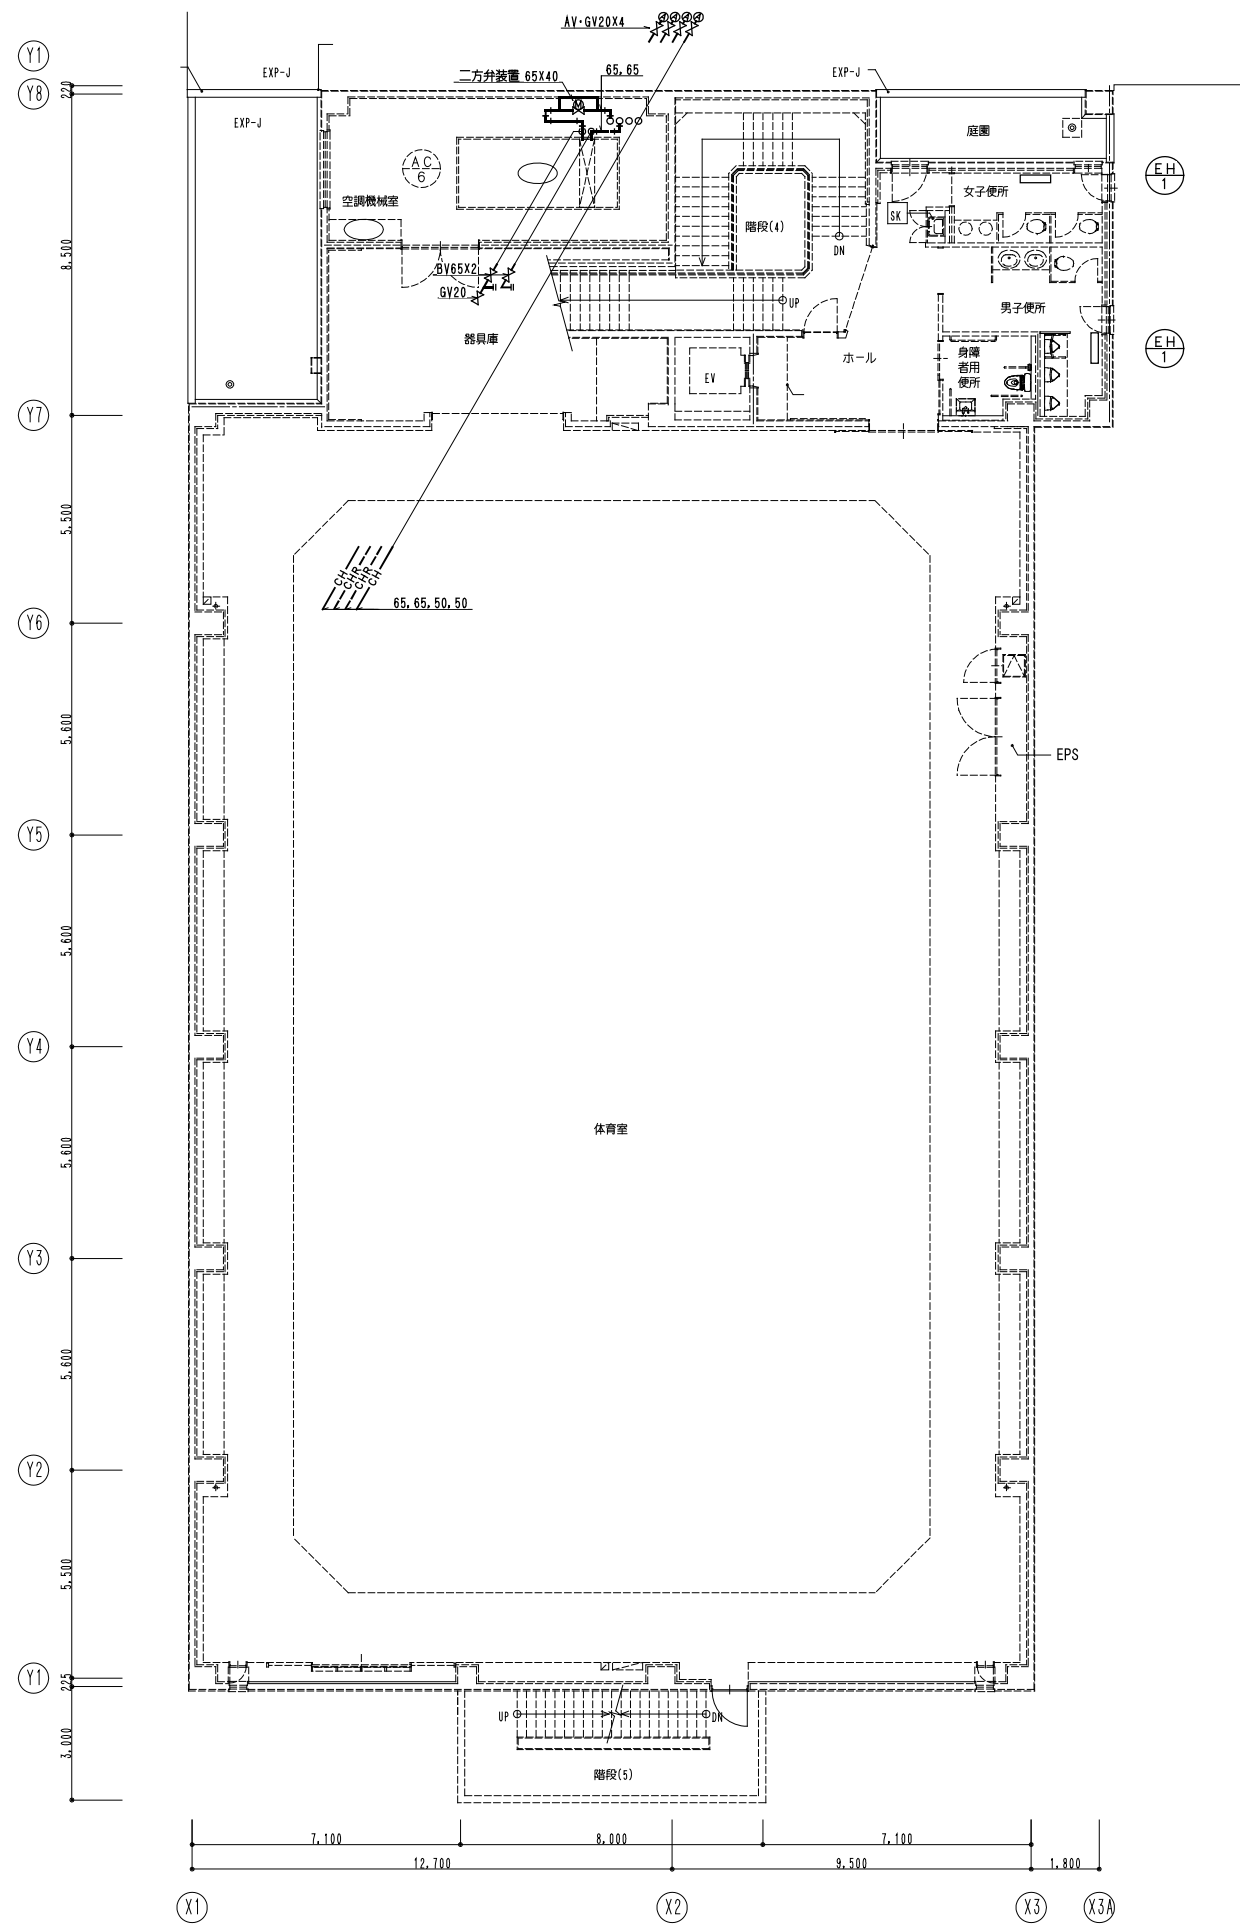 AV・GV20X4
Y1
EXP-J
二方弁装置 65X40
65,65
EXP-J
220
Y8
EXP-J
庭園
AC
6
EH
1
空調機械室
女子便所
SK
階段(4)
8,500
DN
BV65X2
GV20
UP
男子便所
器具庫
ホール
身障
者用
便所
EH
1
EV
Y7
5,500
CH
CHR
CHR
CH
65,65,50,50
Y6
5,600
EPS
Y5
5,600
Y4
体育室
5,600
Y3
5,600
Y2
5,500
Y1
225
UP
DN
3,000
階段(5)
7,100
8,000
7,100
12,700
9,500
1,800
X1
X2
X3
X3A